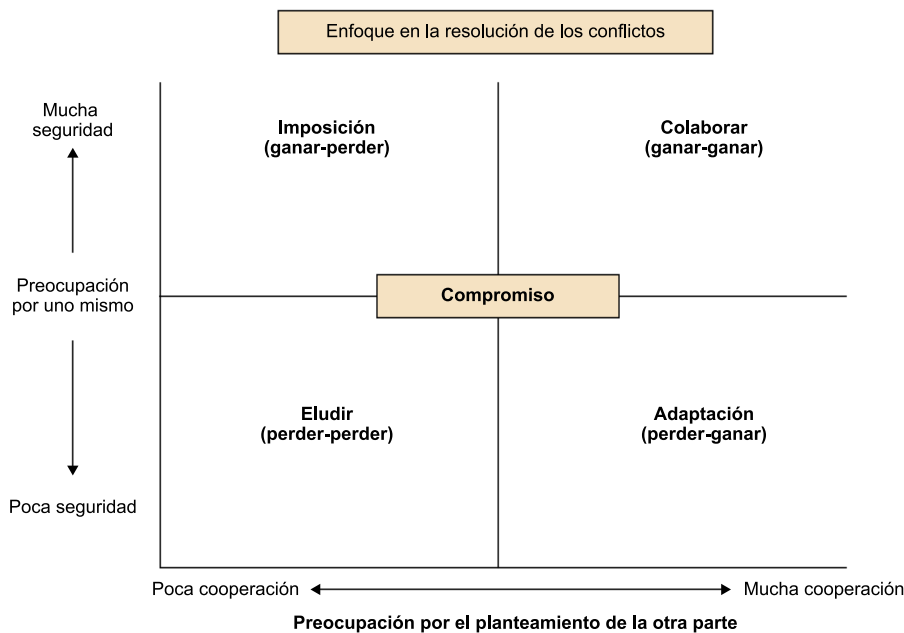 Enfoque en la resolución de los conflictos
Mucha
seguridad
Imposición
(ganar-perder)
Colaborar
(ganar-ganar)
Preocupación
por uno mismo
Compromiso
Eludir
(perder-perder)
Adaptación
(perder-ganar)
Poca seguridad
Poca cooperación
Mucha cooperación
Preocupación por el planteamiento de la otra parte